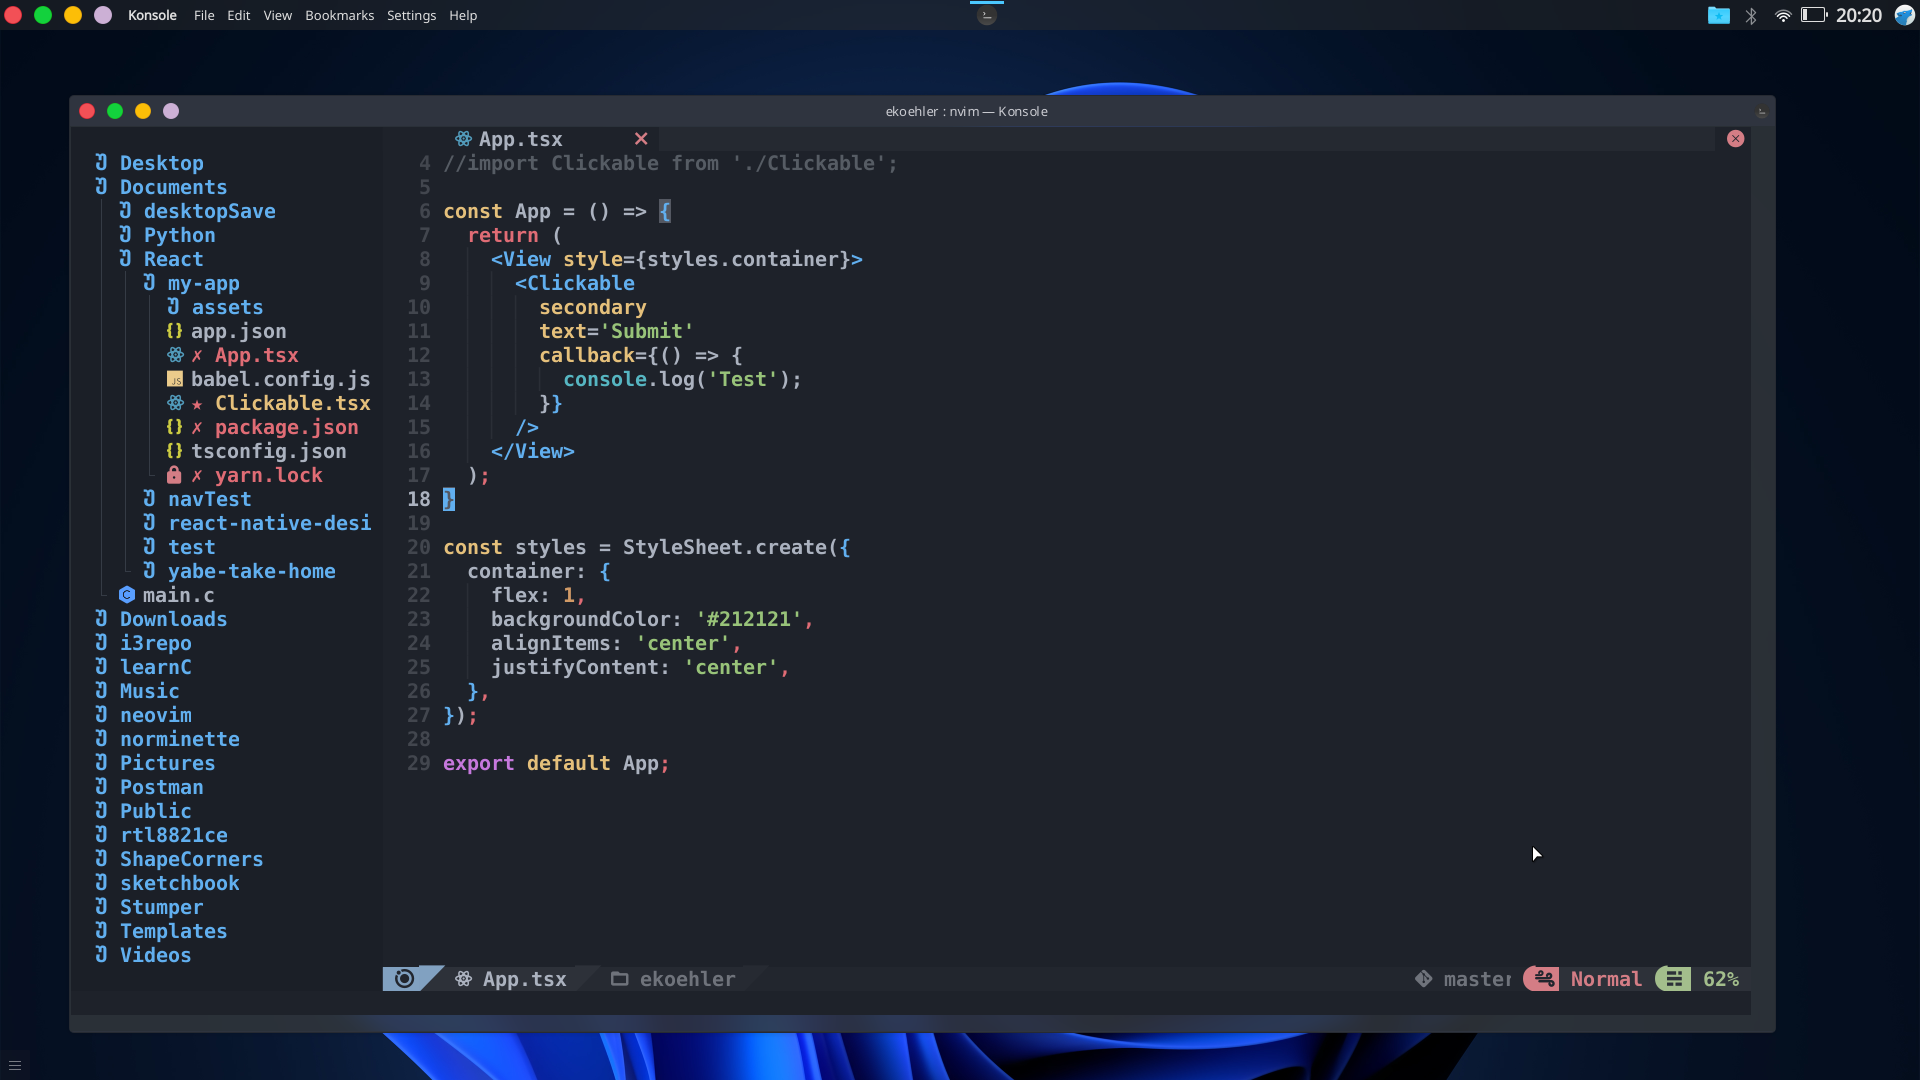 Konsole File Edit View Bookmarks Settings Help
20:20
ekoehler : nvim — Konsole
App.tsx
Desktop
Documents
desktopSave
Python
React
my-app
assets
{} app.json
✗ App.tsx
JS babel.config.js
★ Clickable.tsx
{} ✗ package.json
{} tsconfig.json
✗ yarn.lock
navTest
react-native-desi
test
yabe-take-home
C main.c
Downloads
i3repo
learnC
Music
neovim
norminette
Pictures
Postman
Public
rtl8821ce
ShapeCorners
sketchbook
Stumper
Templates
Videos
4 //import Clickable from './Clickable';
5
6 const App = () => {
7 return (
8 <View style={styles.container}>
9 <Clickable
10 secondary
11 text='Submit'
12 callback={() => {
13 console.log('Test');
14 }}
15 />
16 </View>
17 );
18 }
19
20 const styles = StyleSheet.create({
21 container: {
22 flex: 1,
23 backgroundColor: '#212121',
24 alignItems: 'center',
25 justifyContent: 'center',
26 },
27 });
28
29 export default App;
App.tsx ekoehler master Normal 62%